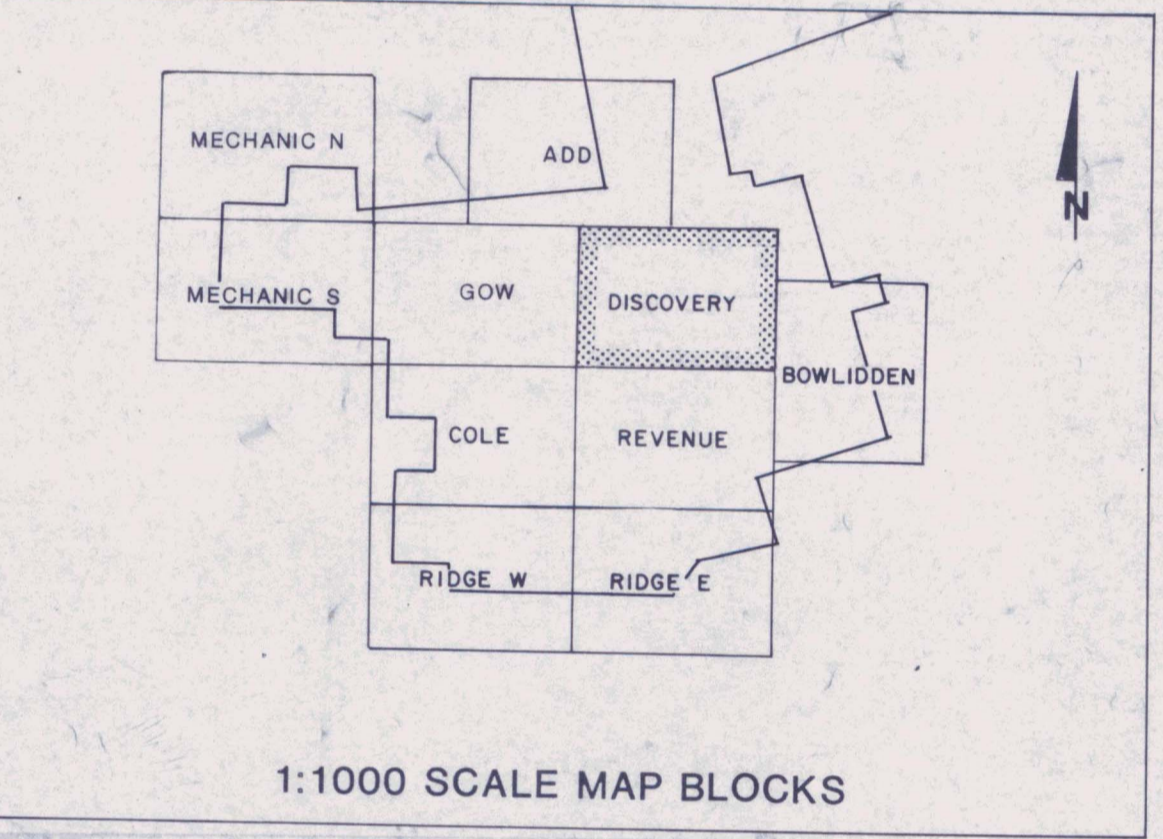 MECHANIC N
ADD
N
MECHANIC S
GOW
DISCOVERY
BOWLIDDEN
COLE
REVENUE
RIDGE W
RIDGE E
1:1000 SCALE MAP BLOCKS